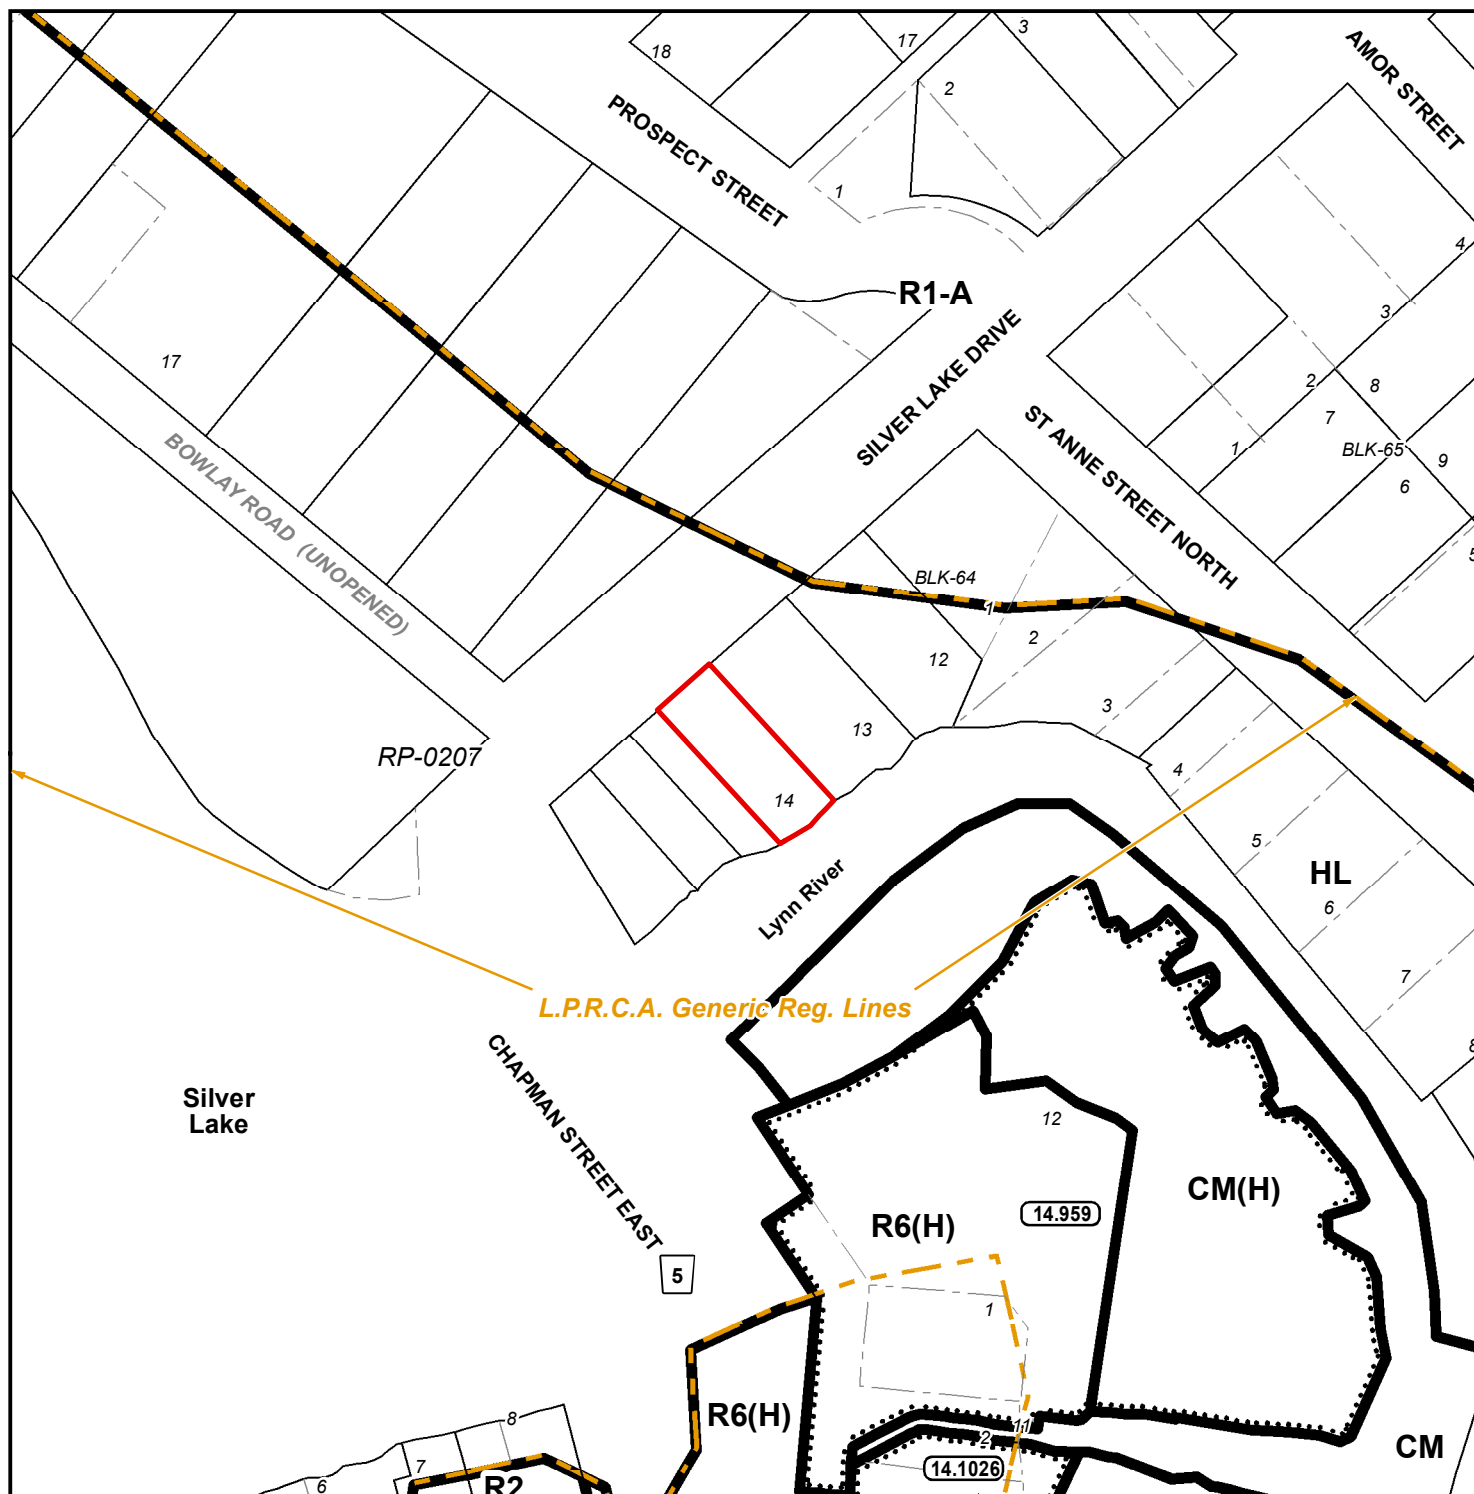 18
17
3
2
AMOR STREET
PROSPECT STREET
1
4
R1-A
3
17
SILVER LAKE DRIVE
2
8
7
ST ANNE STREET NORTH
1
BLK-65
9
6
BOWLAY ROAD (UNOPENED)
5
BLK-64
1
2
12
3
13
RP-0207
4
14
5
HL
6
Lynn River
7
L.P.R.C.A. Generic Reg. Lines
8
CHAPMAN STREET EAST
Silver
Lake
12
CM(H)
14.959
R6(H)
5
1
R6(H)
8
11
2
CM
7
14.1026
6
R2